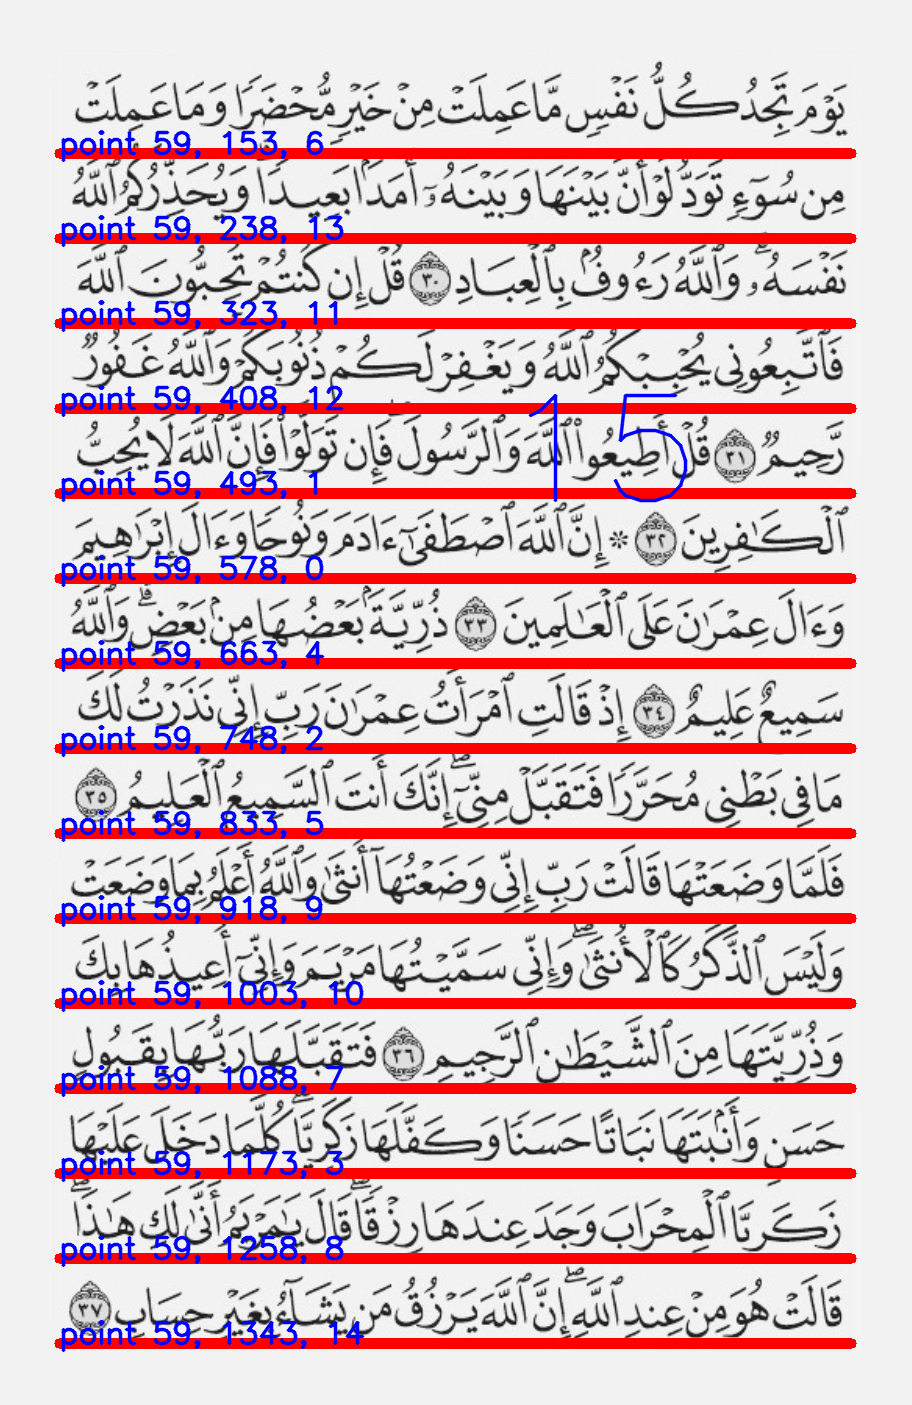 يَوْمَ تَجِدُ كُلُّ نَفْسٍ مَّا عَمِلَتْ مِنْ خَيْرٍ مُّحْضَرًا وَمَا عَمِلَتْ
point 59, 153, 6
مِن سُوٓءٍ تَوَدُّ لَوْ أَنَّ بَيْنَهَا وَبَيْنَهُۥٓ أَمَدَۢا بَعِيدًا وَيُحَذِّرُكُمُ ٱللَّهُ
point 59, 238, 13
نَفْسَهُۥ ۗ وَٱللَّهُ رَءُوفٌۢ بِٱلْعِبَادِ ٣٠ قُلْ إِن كُنتُمْ تُحِبُّونَ ٱللَّهَ
point 59, 323, 11
فَٱتَّبِعُونِى يُحْبِبْكُمُ ٱللَّهُ وَيَغْفِرْ لَكُمْ ذُنُوبَكُمْ وَٱللَّهُ غَفُورٌ
point 59, 408, 12
15
رَّحِيمٌ ٣١ قُلْ أَطِيعُوا۟ ٱللَّهَ وَٱلرَّسُولَ ۖ فَإِن تَوَلَّوْا۟ فَإِنَّ ٱللَّهَ لَا يُحِبُّ
point 59, 493, 1
ٱلْكَٰفِرِينَ ٣٢ ۞ إِنَّ ٱللَّهَ ٱصْطَفَىٰٓ ءَادَمَ وَنُوحًا وَءَالَ إِبْرَٰهِيمَ
point 59, 578, 0
وَءَالَ عِمْرَٰنَ عَلَى ٱلْعَٰلَمِينَ ٣٣ ذُرِّيَّةَۢ بَعْضُهَا مِنۢ بَعْضٍ ۗ وَٱللَّهُ
point 59, 663, 4
سَمِيعٌ عَلِيمٌ ٣٤ إِذْ قَالَتِ ٱمْرَأَتُ عِمْرَٰنَ رَبِّ إِنِّى نَذَرْتُ لَكَ
point 59, 748, 2
مَا فِى بَطْنِى مُحَرَّرًا فَتَقَبَّلْ مِنِّىٓ ۖ إِنَّكَ أَنتَ ٱلسَّمِيعُ ٱلْعَلِيمُ ٣٥
point 59, 833, 5
فَلَمَّا وَضَعَتْهَا قَالَتْ رَبِّ إِنِّى وَضَعْتُهَآ أُنثَىٰ وَٱللَّهُ أَعْلَمُ بِمَا وَضَعَتْ
point 59, 918, 9
وَلَيْسَ ٱلذَّكَرُ كَٱلْأُنثَىٰ ۖ وَإِنِّى سَمَّيْتُهَا مَرْيَمَ وَإِنِّىٓ أُعِيذُهَا بِكَ
point 59, 1003, 10
وَذُرِّيَّتَهَا مِنَ ٱلشَّيْطَٰنِ ٱلرَّجِيمِ ٣٦ فَتَقَبَّلَهَا رَبُّهَا بِقَبُولٍ
point 59, 1088, 7
حَسَنٍ وَأَنۢبَتَهَا نَبَاتًا حَسَنًا وَكَفَّلَهَا زَكَرِيَّا ۖ كُلَّمَا دَخَلَ عَلَيْهَا
point 59, 1173, 3
زَكَرِيَّا ٱلْمِحْرَابَ وَجَدَ عِندَهَا رِزْقًا ۖ قَالَ يَٰمَرْيَمُ أَنَّىٰ لَكِ هَٰذَا ۖ
point 59, 1258, 8
قَالَتْ هُوَ مِنْ عِندِ ٱللَّهِ ۖ إِنَّ ٱللَّهَ يَرْزُقُ مَن يَشَآءُ بِغَيْرِ حِسَابٍ ٣٧
point 59, 1343, 14